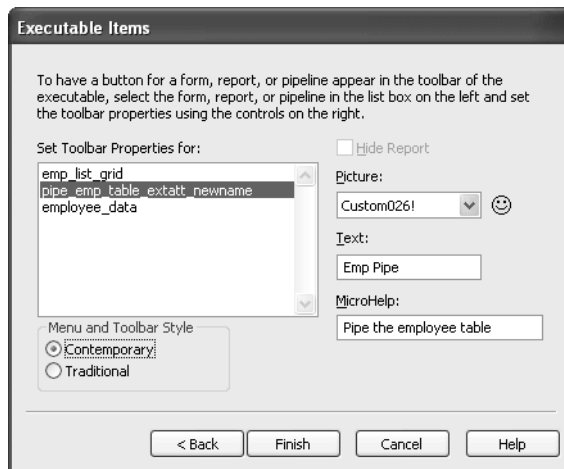 Executable Items
To have a button for a form, report, or pipeline appear in the toolbar of the
executable, select the form, report, or pipeline in the list box on the left and set
the toolbar properties using the controls on the right.
Set Toolbar Properties for:
emp_list_grid
pipe_emp_table_extatt_newname
employee_data
Menu and Toolbar Style
Contemporary
Traditional
Hide Report
Picture:
Custom026!
Text:
Emp Pipe
MicroHelp:
Pipe the employee table
< Back
Finish
Cancel
Help